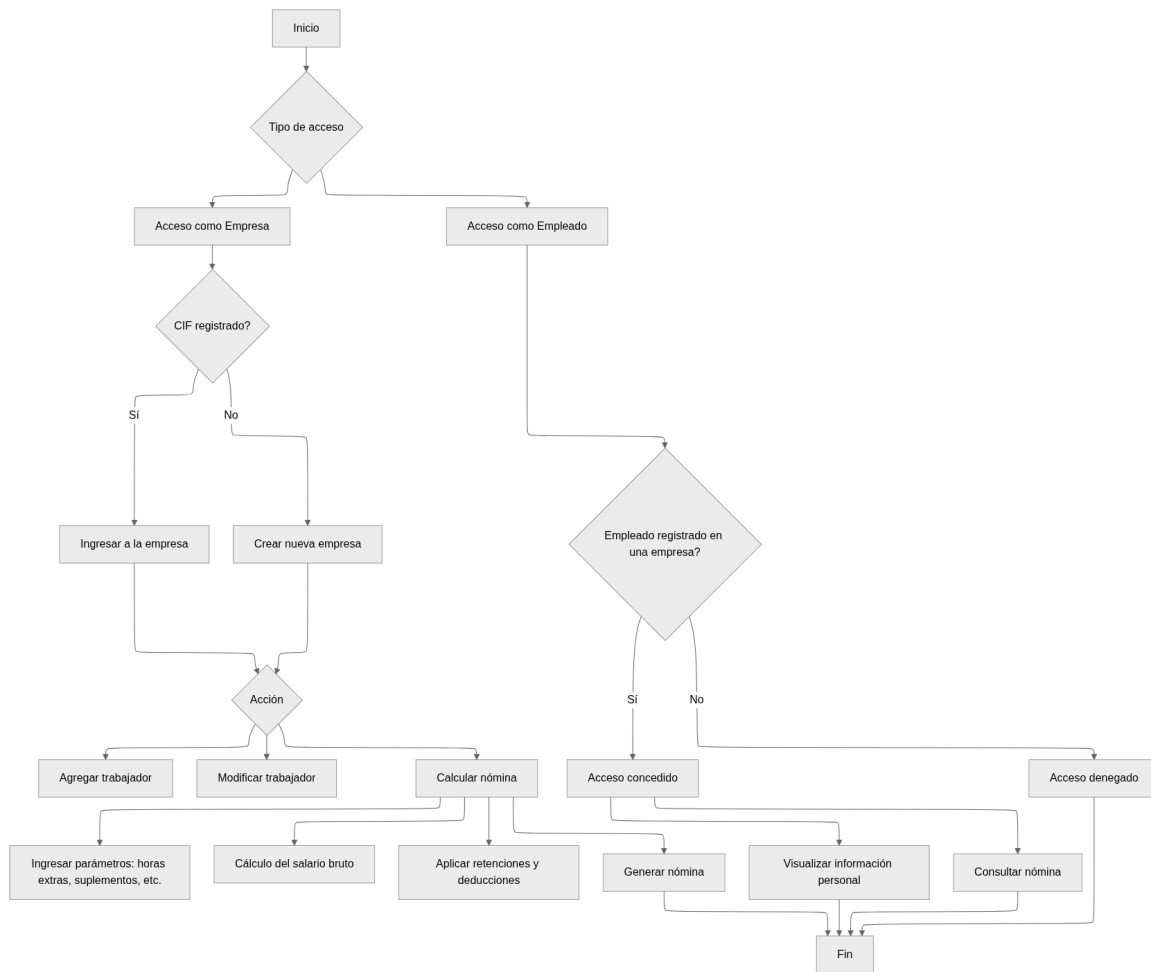 Inicio
Tipo de acceso
Acceso como Empresa
Acceso como Empleado
CIF registrado?
Sí
No
Empleado registrado en
una empresa?
Ingresar a la empresa
Crear nueva empresa
Acción
Sí
No
Agregar trabajador
Modificar trabajador
Calcular nómina
Acceso concedido
Acceso denegado
Ingresar parámetros: horas
extras, suplementos, etc.
Cálculo del salario bruto
Aplicar retenciones y
deducciones
Generar nómina
Visualizar información
personal
Consultar nómina
Fin